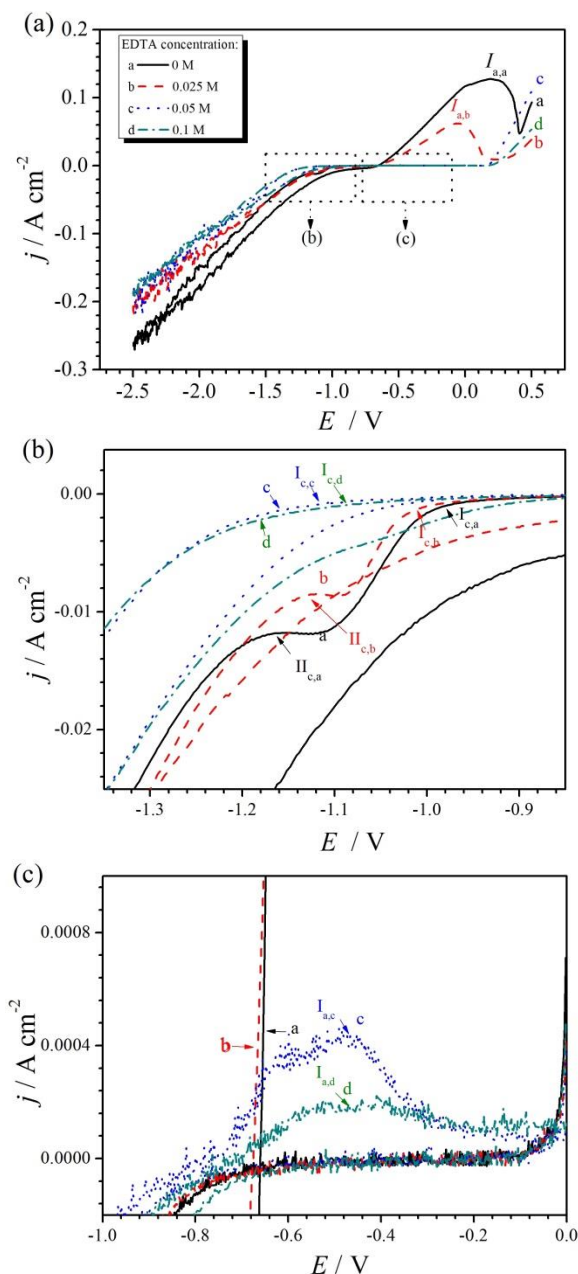 (a)
EDTA concentration:
a 0 M
b 0.025 M
c 0.05 M
d 0.1 M
I a,a
I a,b
c
a
d
b
(b)
(c)
0.2
0.1
0.0
-0.1
-0.2
-0.3
j / A cm-2
-2.5 -2.0 -1.5 -1.0 -0.5 0.0 0.5
E / V
(b)
I c,c
I c,d
c
d
I c,a
I c,b
b
a
II c,b
II c,a
0.00
-0.01
-0.02
j / A cm-2
-1.3 -1.2 -1.1 -1.0 -0.9
E / V
(c)
I a,c
c
a
b
I a,d
d
0.0008
0.0004
0.0000
j / A cm-2
-1.0 -0.8 -0.6 -0.4 -0.2 0.0
E / V